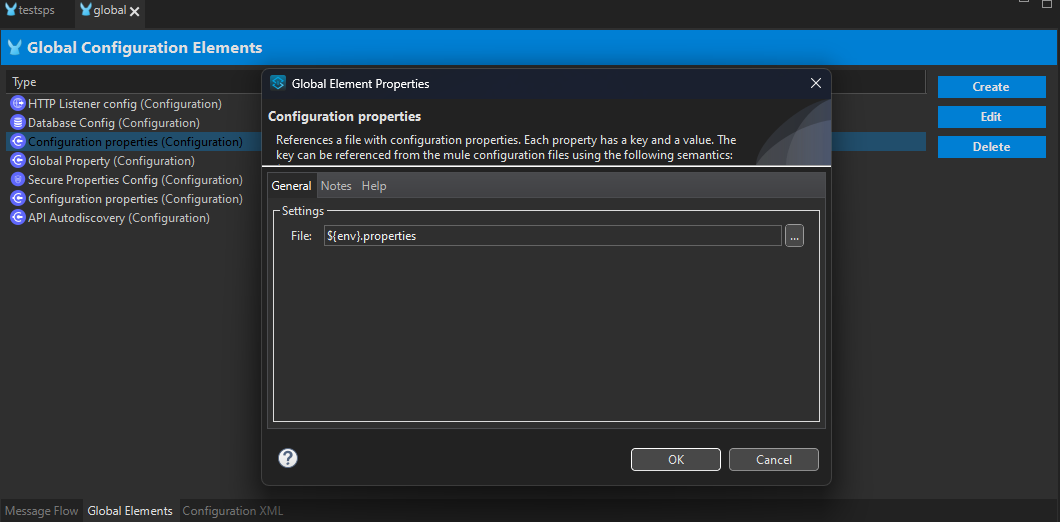 testsps
global
Global Configuration Elements
Type
HTTP Listener config (Configuration)
Database Config (Configuration)
Configuration properties (Configuration)
Global Property (Configuration)
Secure Properties Config (Configuration)
Configuration properties (Configuration)
API Autodiscovery (Configuration)
Create
Edit
Delete
Global Element Properties
Configuration properties
References a file with configuration properties. Each property has a key and a value. The
key can be referenced from the mule configuration files using the following semantics:
General Notes Help
Settings
File: ${env}.properties
...
?
OK Cancel
Message Flow Global Elements Configuration XML